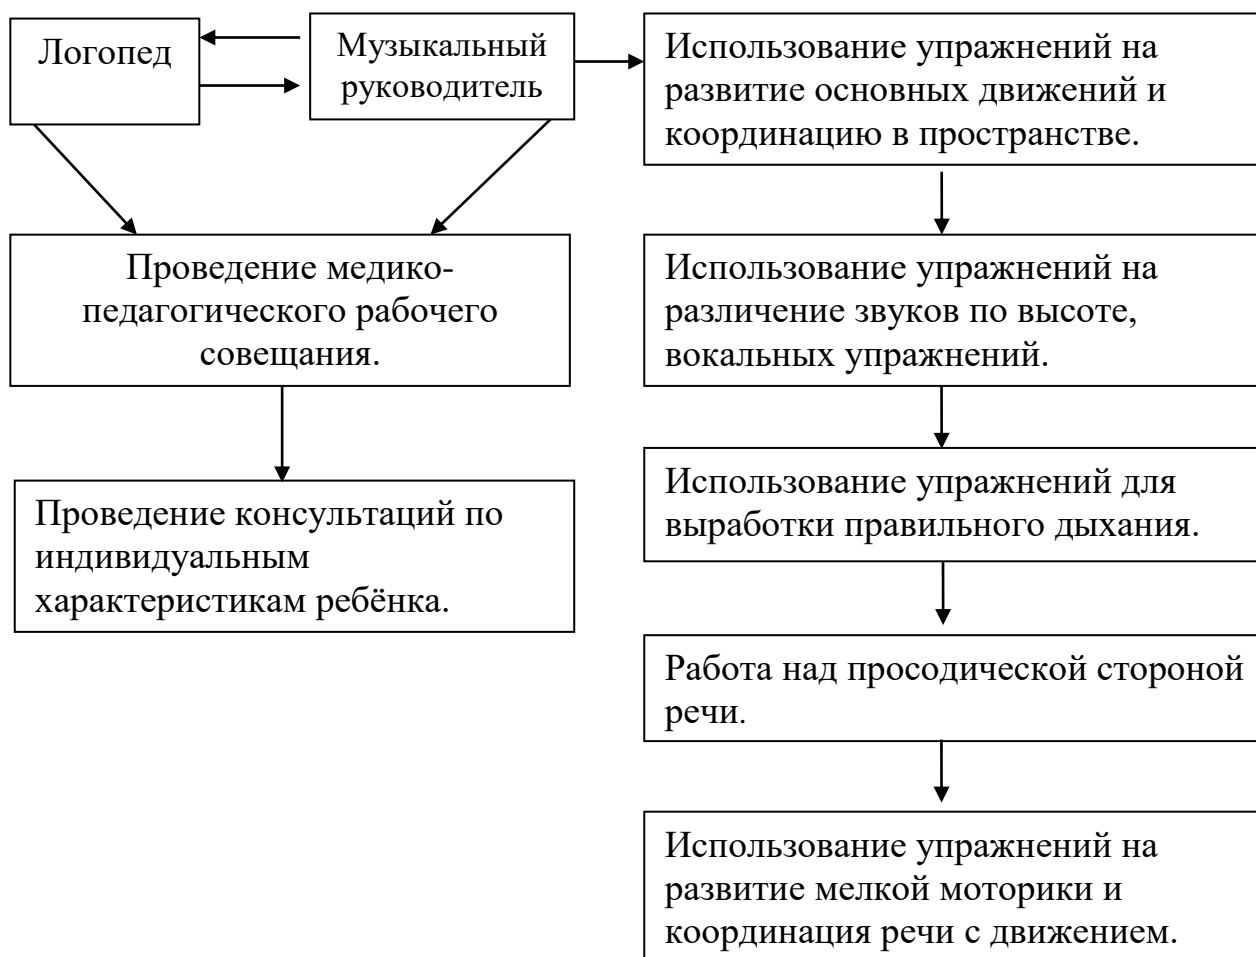 Логопед
Музыкальный
руководитель
Использование упражнений на
развитие основных движений и
координацию в пространстве.
Проведение медико-
педагогического рабочего
совещания.
Использование упражнений на
различение звуков по высоте,
вокальных упражнений.
Проведение консультаций по
индивидуальным
характеристикам ребёнка.
Использование упражнений для
выработки правильного дыхания.
Работа над просодической стороной
речи.
Использование упражнений на
развитие мелкой моторики и
координация речи с движением.